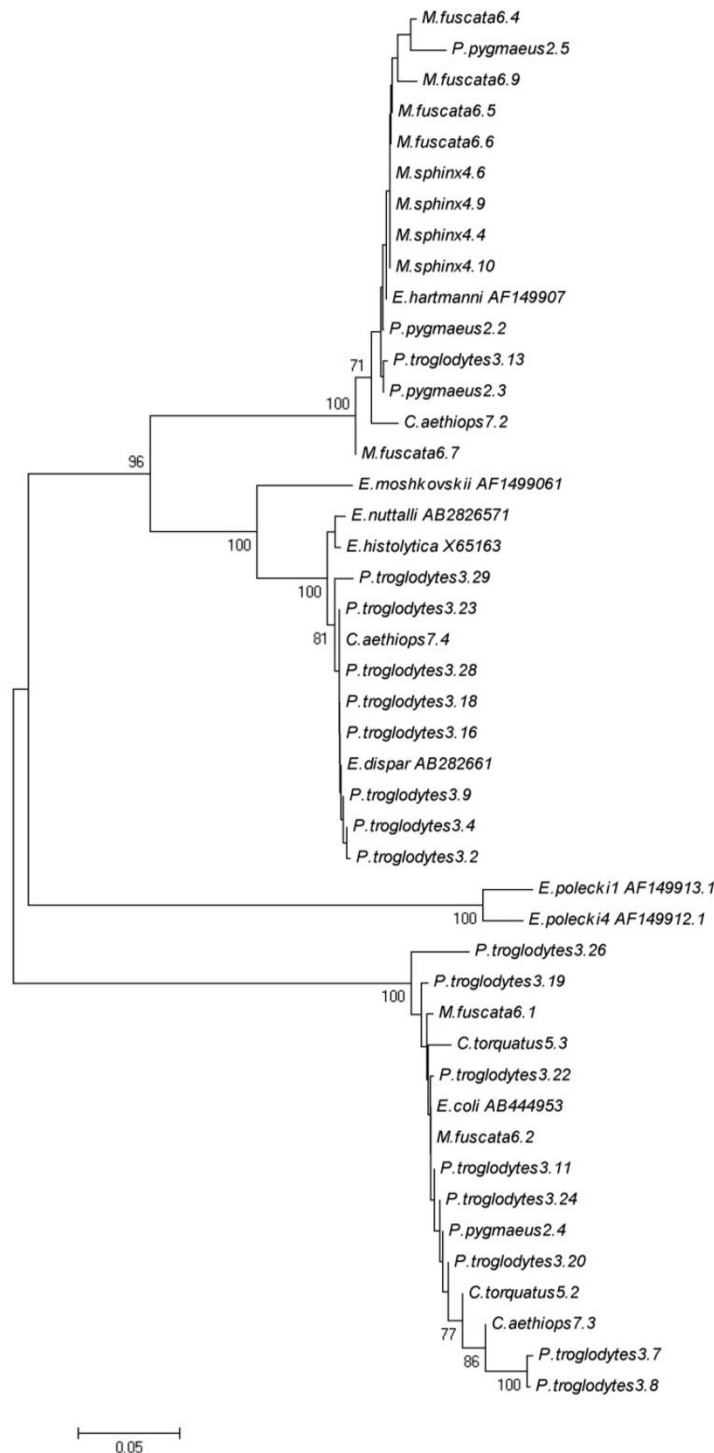 M.fuscata6.4
P.pygmaeus2.5
M.fuscata6.9
M.fuscata6.5
M.fuscata6.6
M.sphinx4.6
M.sphinx4.9
M.sphinx4.4
M.sphinx4.10
E.hartmanni AF149907
P.pygmaeus2.2
71
P.troglodytes3.13
P.pygmaeus2.3
100
C.aethiops7.2
M.fuscata6.7
96
E.moshkovskii AF1499061
E.nuttalli AB2826571
100
E.histolytica X65163
P.troglodytes3.29
100
P.troglodytes3.23
81
C.aethiops7.4
P.troglodytes3.28
P.troglodytes3.18
P.troglodytes3.16
E.dispar AB282661
P.troglodytes3.9
P.troglodytes3.4
P.troglodytes3.2
E.polecki1 AF149913.1
100
E.polecki4 AF149912.1
P.troglodytes3.26
P.troglodytes3.19
100
M.fuscata6.1
C.torquatus5.3
P.troglodytes3.22
E.coli AB444953
M.fuscata6.2
P.troglodytes3.11
P.troglodytes3.24
P.pygmaeus2.4
P.troglodytes3.20
C.torquatus5.2
77
C.aethiops7.3
86
P.troglodytes3.7
100
P.troglodytes3.8
0.05